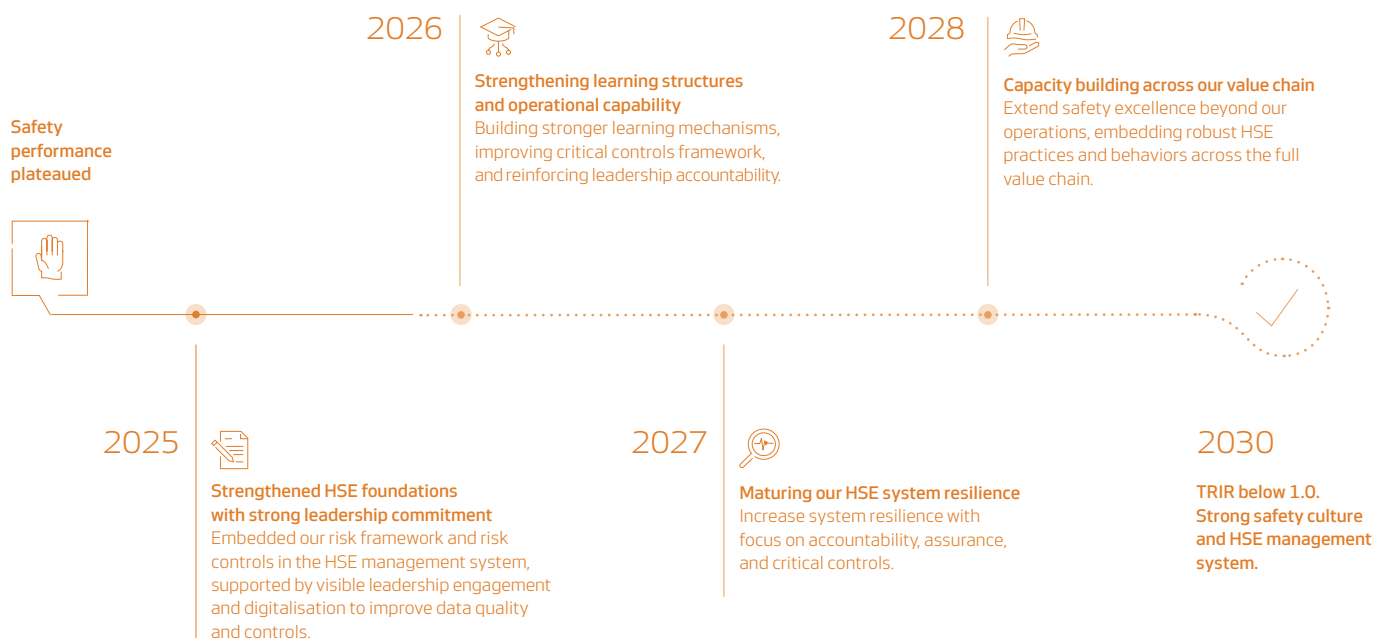 Safety
performance
plateaued
2025
Strengthened HSE foundations
with strong leadership commitment
Embedded our risk framework and risk
controls in the HSE management system,
supported by visible leadership engagement
and digitalisation to improve data quality
and controls.
2026
Strengthening learning structures
and operational capability
Building stronger learning mechanisms,
improving critical controls framework,
and reinforcing leadership accountability.
2027
Maturing our HSE system resilience
Increase system resilience with
focus on accountability, assurance,
and critical controls.
2028
Capacity building across our value chain
Extend safety excellence beyond our
operations, embedding robust HSE
practices and behaviors across the full
value chain.
2030
TRIR below 1.0.
Strong safety culture
and HSE management
system.